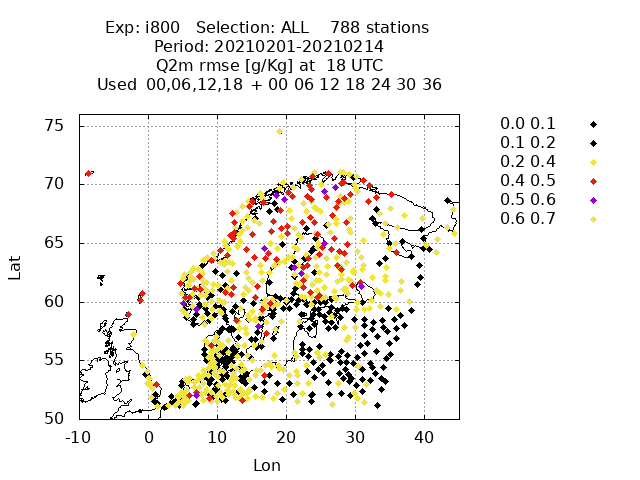 Exp: i800   Selection: ALL    788 stations
Period: 20210201-20210214
Q2m rmse [g/Kg] at  18 UTC
Used  00,06,12,18 + 00 06 12 18 24 30 36
0.0 0.1
0.1 0.2
0.2 0.4
0.4 0.5
0.5 0.6
0.6 0.7
75
70
65
60
55
50
Lat
-10 0 10 20 30 40
Lon